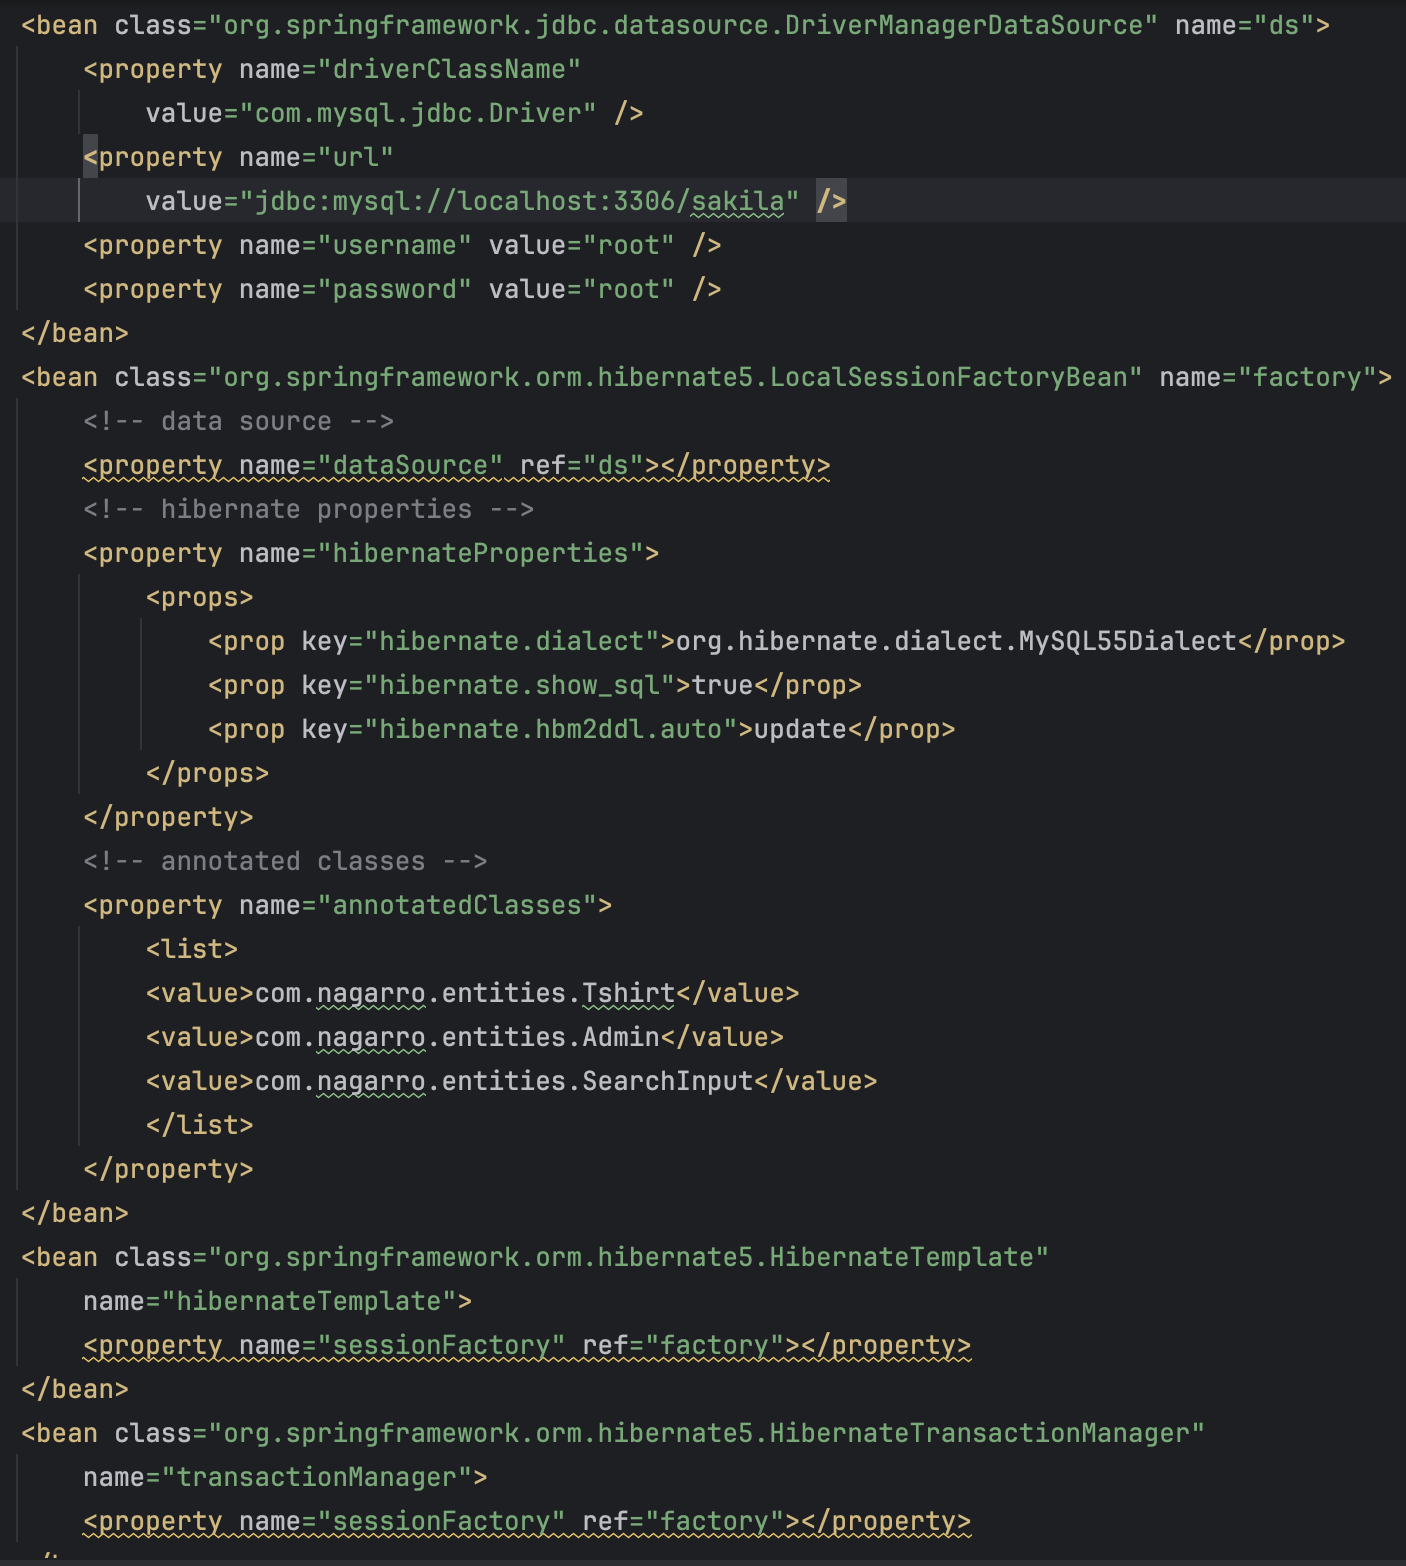 <bean class="org.springframework.jdbc.datasource.DriverManagerDataSource" name="ds">
<property name="driverClassName"
value="com.mysql.jdbc.Driver" />
<property name="url"
value="jdbc:mysql://localhost:3306/sakila" />
<property name="username" value="root" />
<property name="password" value="root" />
</bean>
<bean class="org.springframework.orm.hibernate5.LocalSessionFactoryBean" name="factory">
<!-- data source -->
<property name="dataSource" ref="ds"></property>
<!-- hibernate properties -->
<property name="hibernateProperties">
<props>
<prop key="hibernate.dialect">org.hibernate.dialect.MySQL55Dialect</prop>
<prop key="hibernate.show_sql">true</prop>
<prop key="hibernate.hbm2ddl.auto">update</prop>
</props>
</property>
<!-- annotated classes -->
<property name="annotatedClasses">
<list>
<value>com.nagarro.entities.Tshirt</value>
<value>com.nagarro.entities.Admin</value>
<value>com.nagarro.entities.SearchInput</value>
</list>
</property>
</bean>
<bean class="org.springframework.orm.hibernate5.HibernateTemplate"
name="hibernateTemplate">
<property name="sessionFactory" ref="factory"></property>
</bean>
<bean class="org.springframework.orm.hibernate5.HibernateTransactionManager"
name="transactionManager">
<property name="sessionFactory" ref="factory"></property>